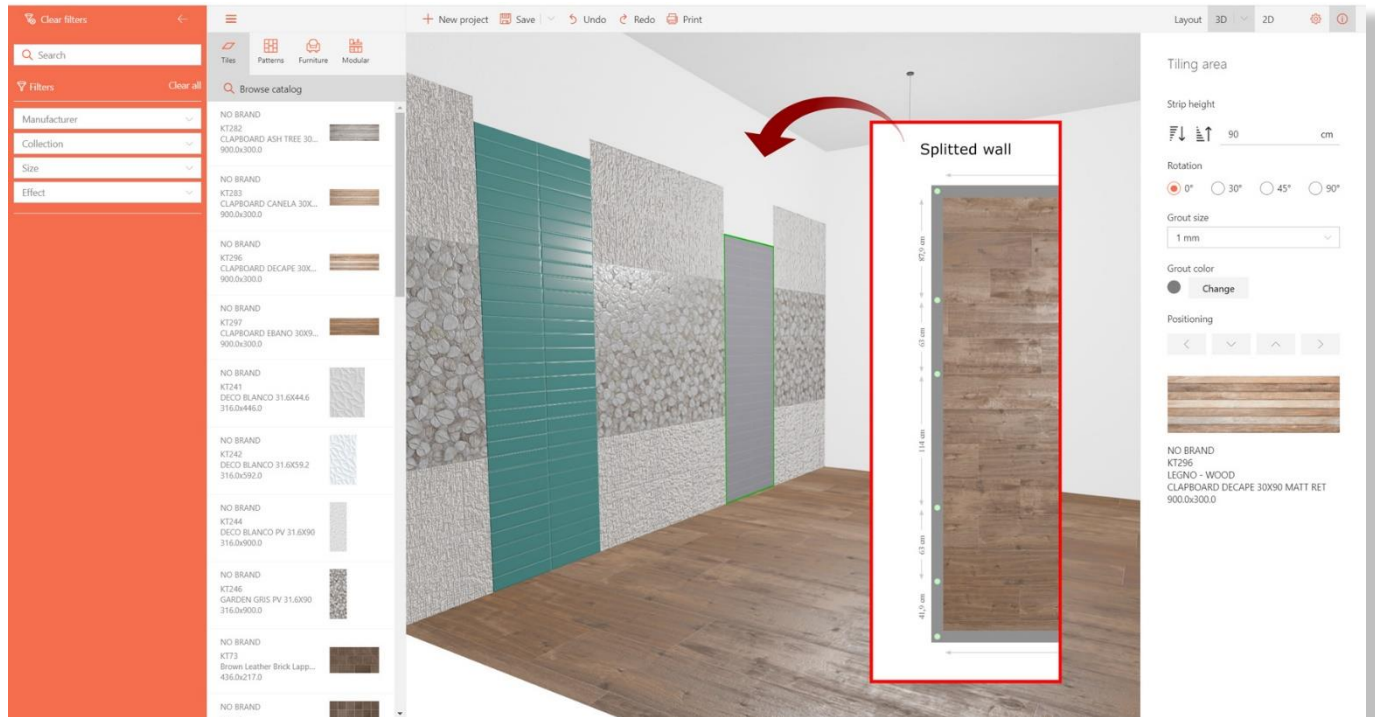 Clear filters
Search
Filters Clear all
Manufacturer
Collection
Size
Effect
Tiles Patterns Furniture Modular
Browse catalog
NO BRAND
KT282
CLAPBOARD ASH TREE 30...
900.0x300.0
NO BRAND
KT283
CLAPBOARD CANELA 30X...
900.0x300.0
NO BRAND
KT296
CLAPBOARD DECAPE 30X...
900.0x300.0
NO BRAND
KT297
CLAPBOARD EBANO 30X9...
900.0x300.0
NO BRAND
KT241
DECO BLANCO 31.6X44.6
316.0x446.0
NO BRAND
KT242
DECO BLANCO 31.6X59.2
316.0x592.0
NO BRAND
KT244
DECO BLANCO PV 31.6X90
316.0x900.0
NO BRAND
KT246
GARDEN GRIS PV 31.6X90
316.0x900.0
NO BRAND
KT73
Brown Leather Brick Lapp...
436.0x217.0
NO BRAND
New project Save Undo Redo Print
Layout 3D 2D
Splitted wall
87,9 cm
63 cm
114 cm
63 cm
41,9 cm
Tiling area
Strip height
90 cm
Rotation
0° 30° 45° 90°
Grout size
1 mm
Grout color
Change
Positioning
NO BRAND
KT296
LEGNO - WOOD
CLAPBOARD DECAPE 30X90 MATT RET
900.0x300.0